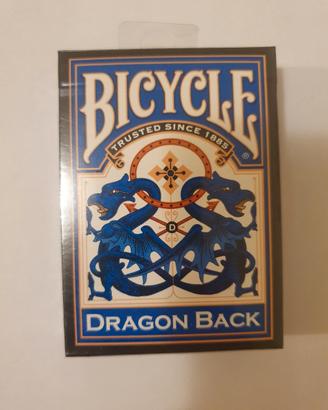 BICYCLE
TRUSTED SINCE 1885
®
D
DRAGON BACK